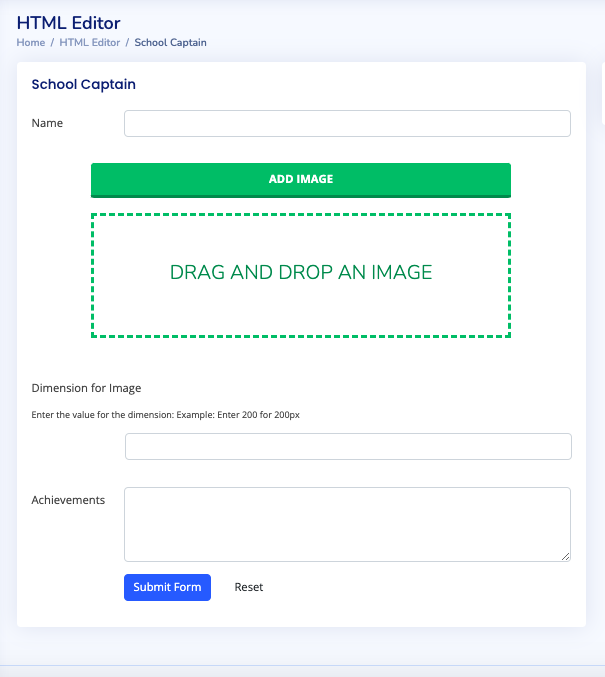 HTML Editor
Home / HTML Editor / School Captain
School Captain
Name
ADD IMAGE
DRAG AND DROP AN IMAGE
Dimension for Image
Enter the value for the dimension: Example: Enter 200 for 200px
Achievements
Submit Form Reset